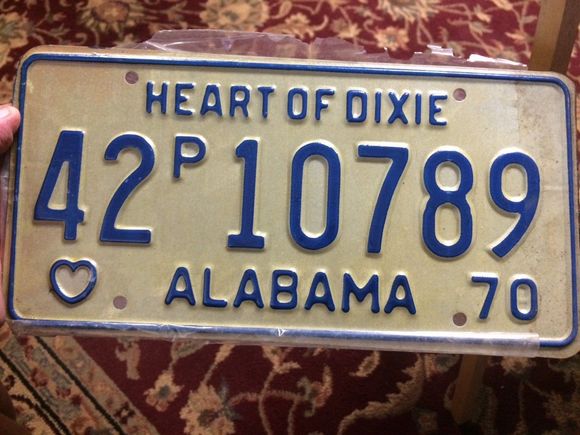 HEART OF DIXIE
42P 10789
ALABAMA 70